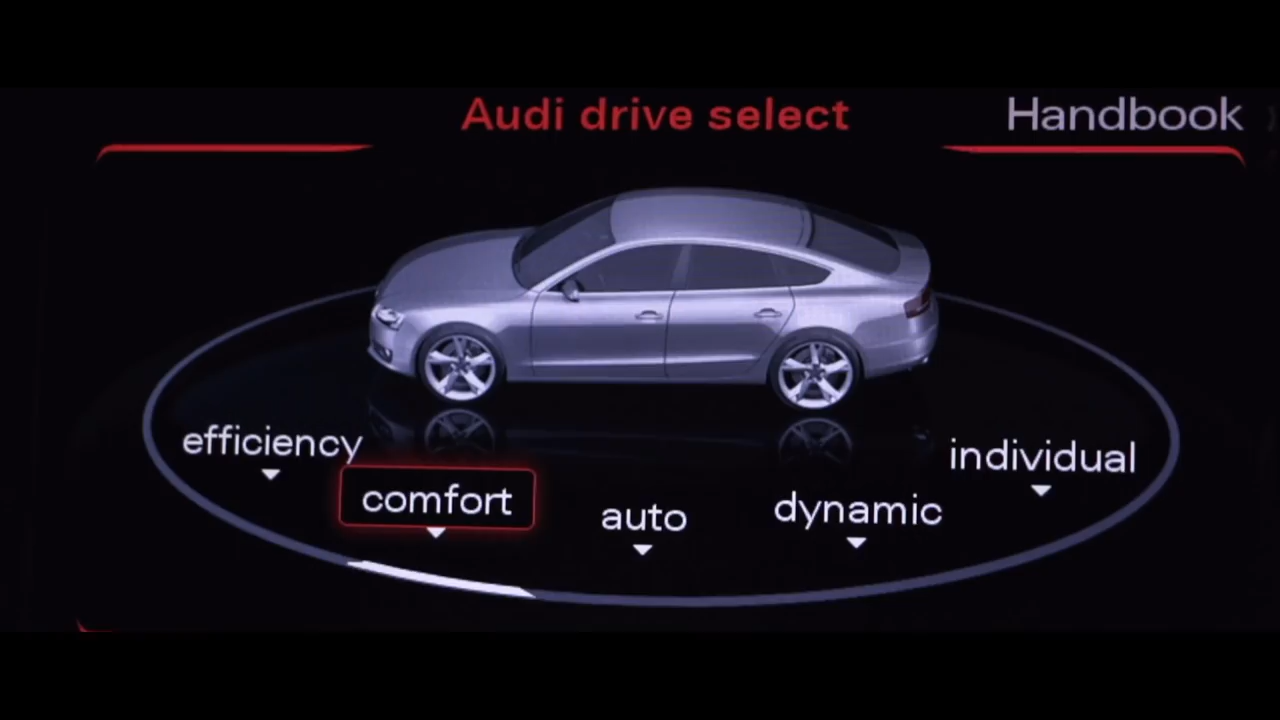 Audi drive select
Handbook
efficiency
comfort
auto
dynamic
individual